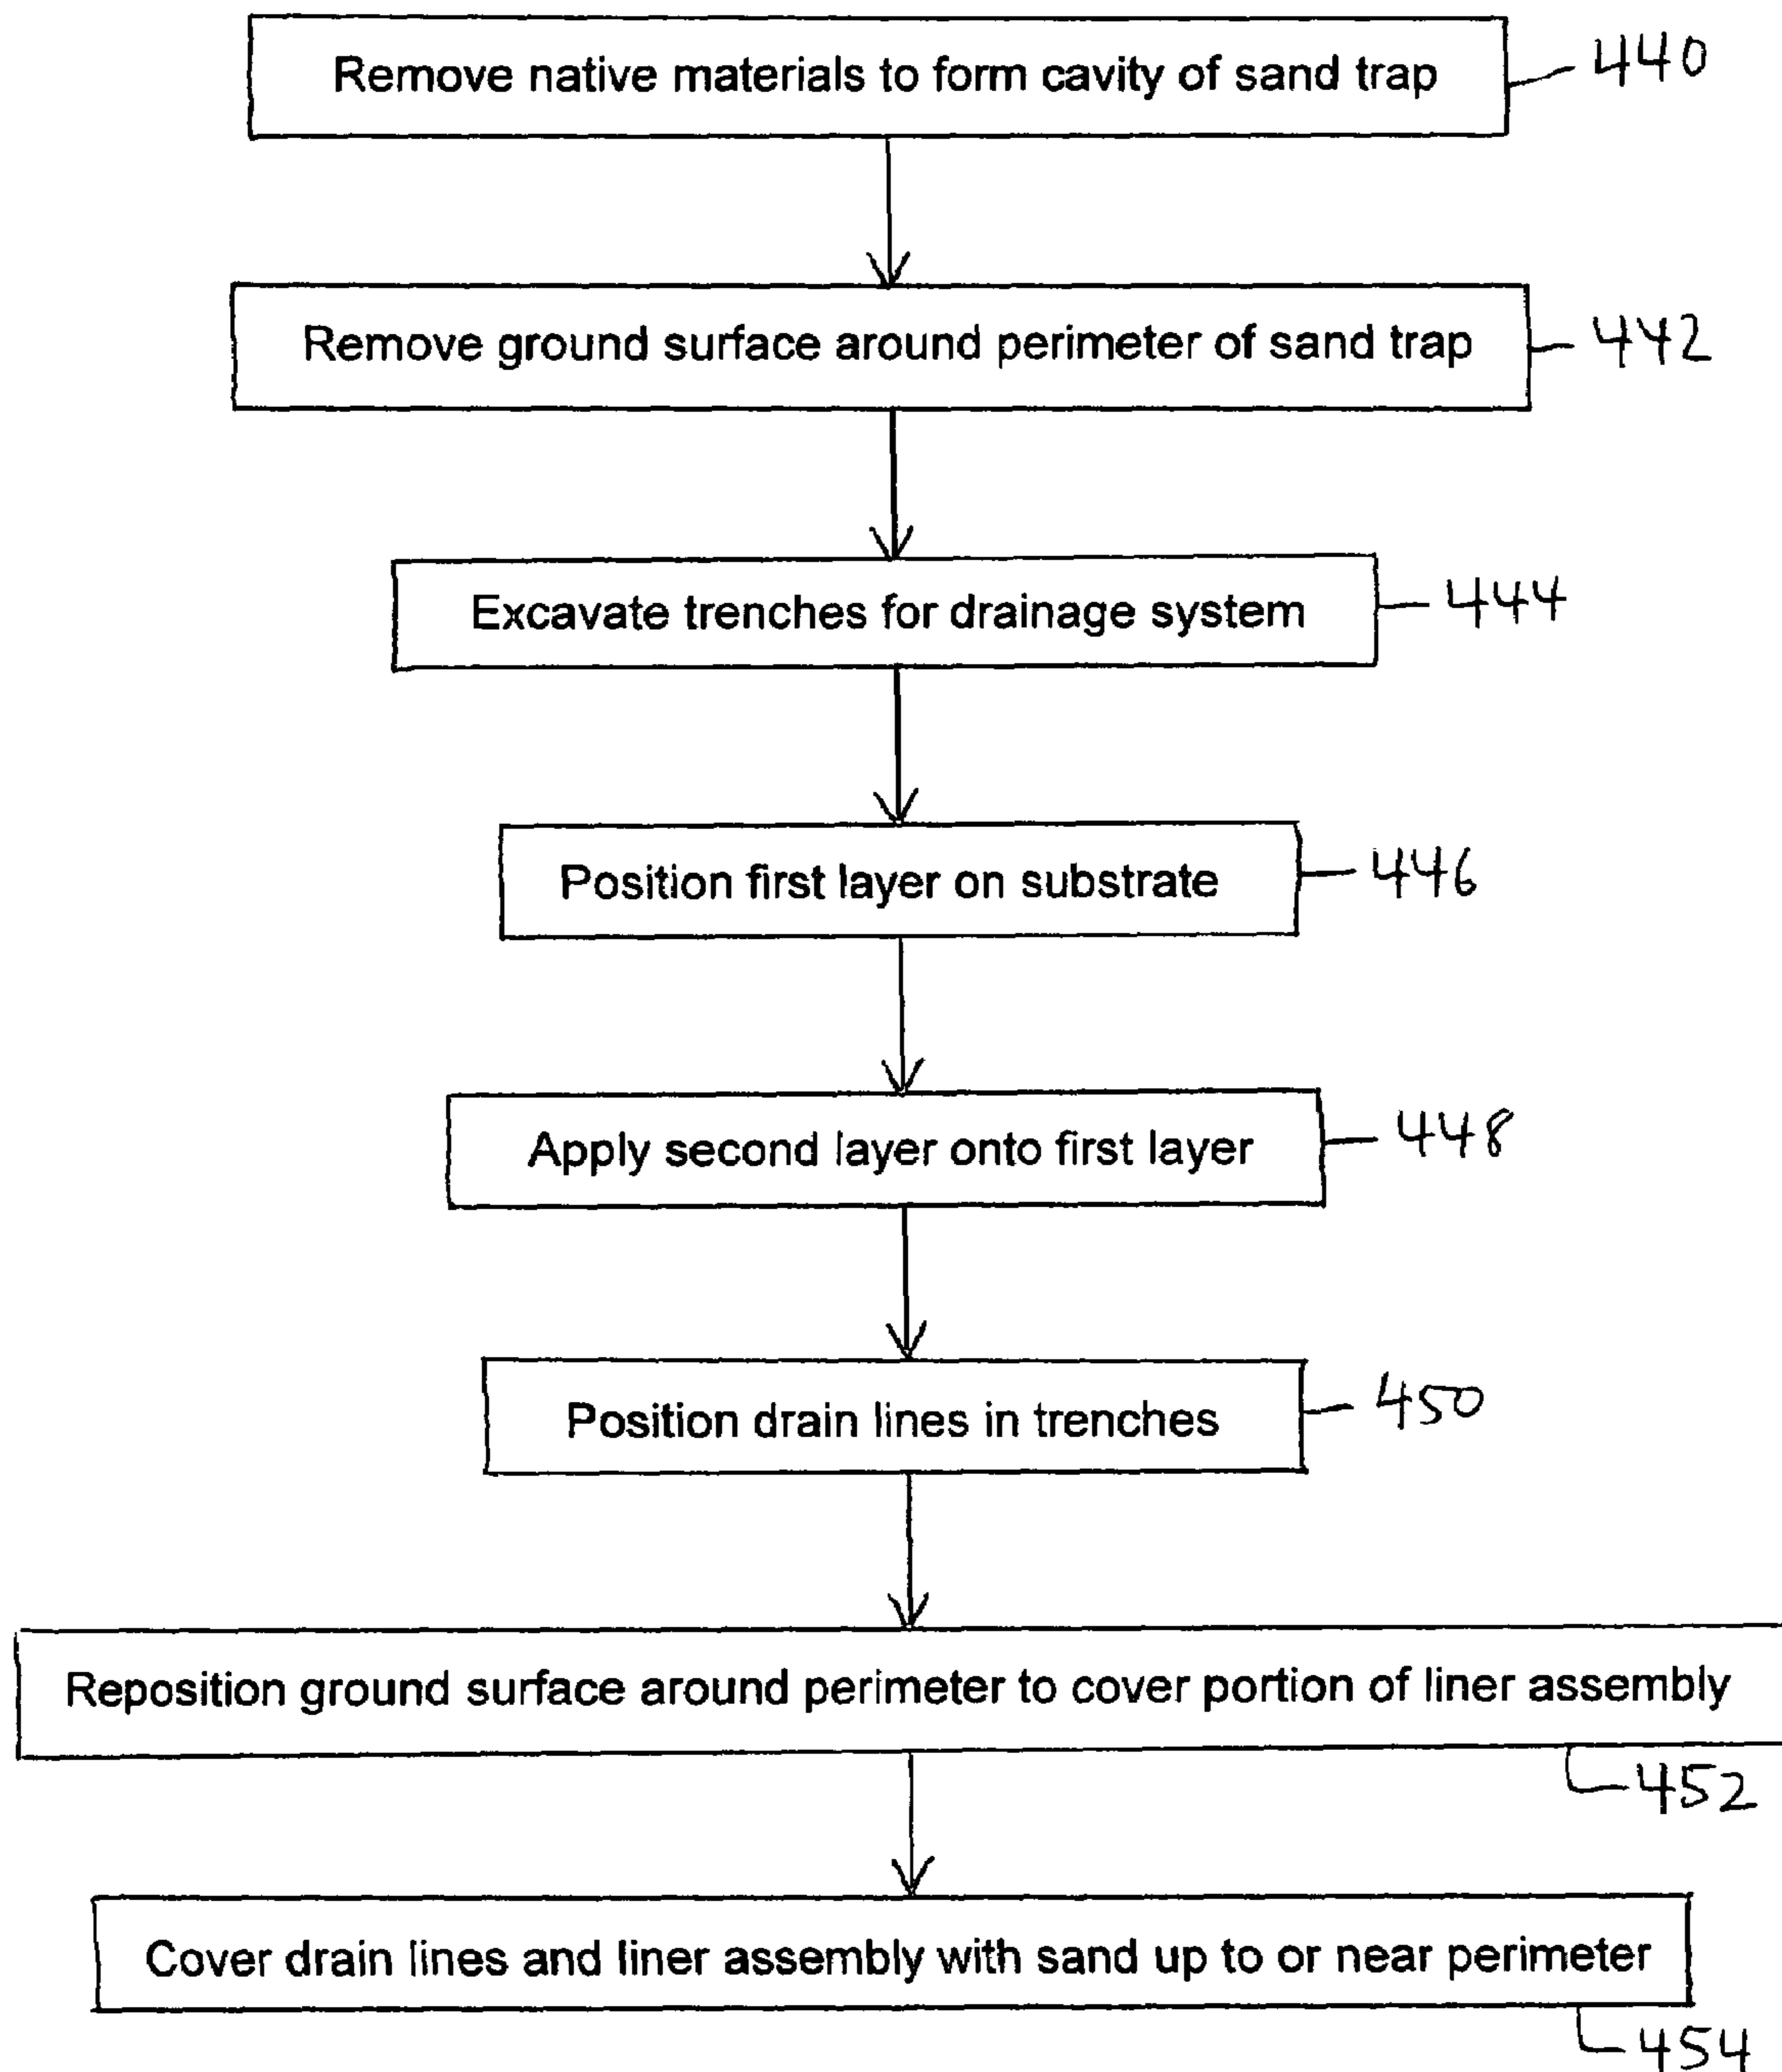 Remove native materials to form cavity of sand trap
440
Remove ground surface around perimeter of sand trap
442
Excavate trenches for drainage system
444
Position first layer on substrate
446
Apply second layer onto first layer
448
Position drain lines in trenches
450
Reposition ground surface around perimeter to cover portion of liner assembly
452
Cover drain lines and liner assembly with sand up to or near perimeter
454